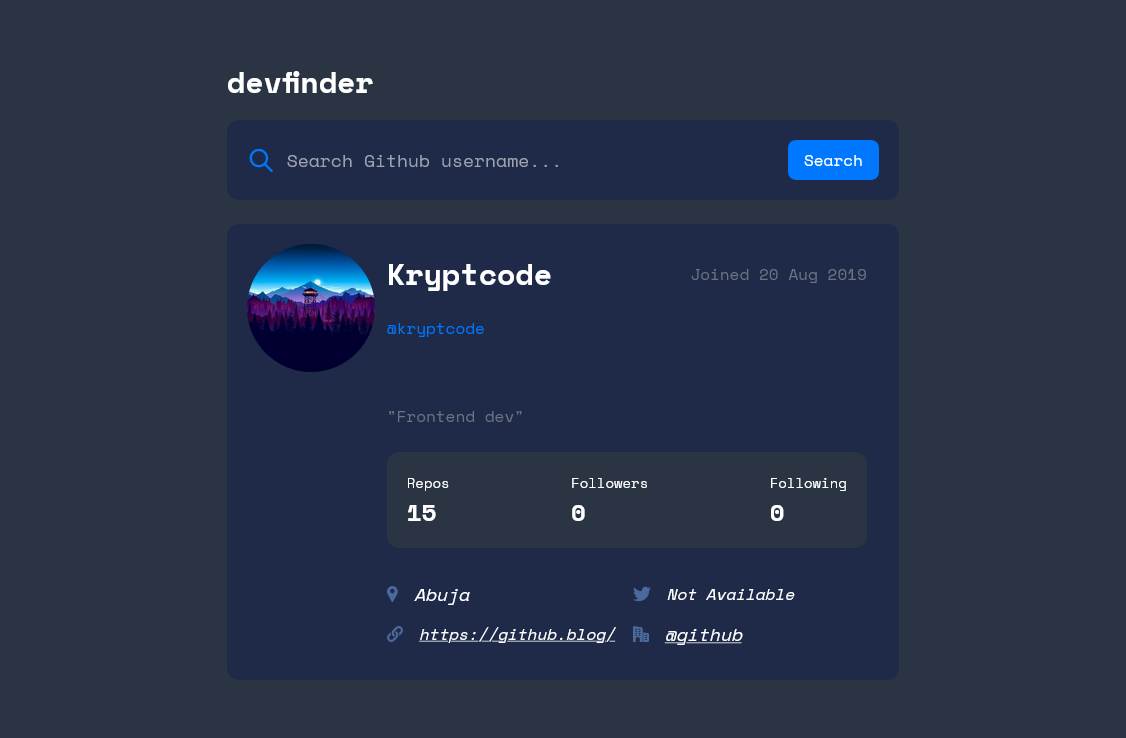 devfinder
Search Github username...
Search
Kryptcode
Joined 20 Aug 2019
@kryptcode
"Frontend dev"
Repos Followers Following
15 0 0
Abuja Not Available
https://github.blog/ @github